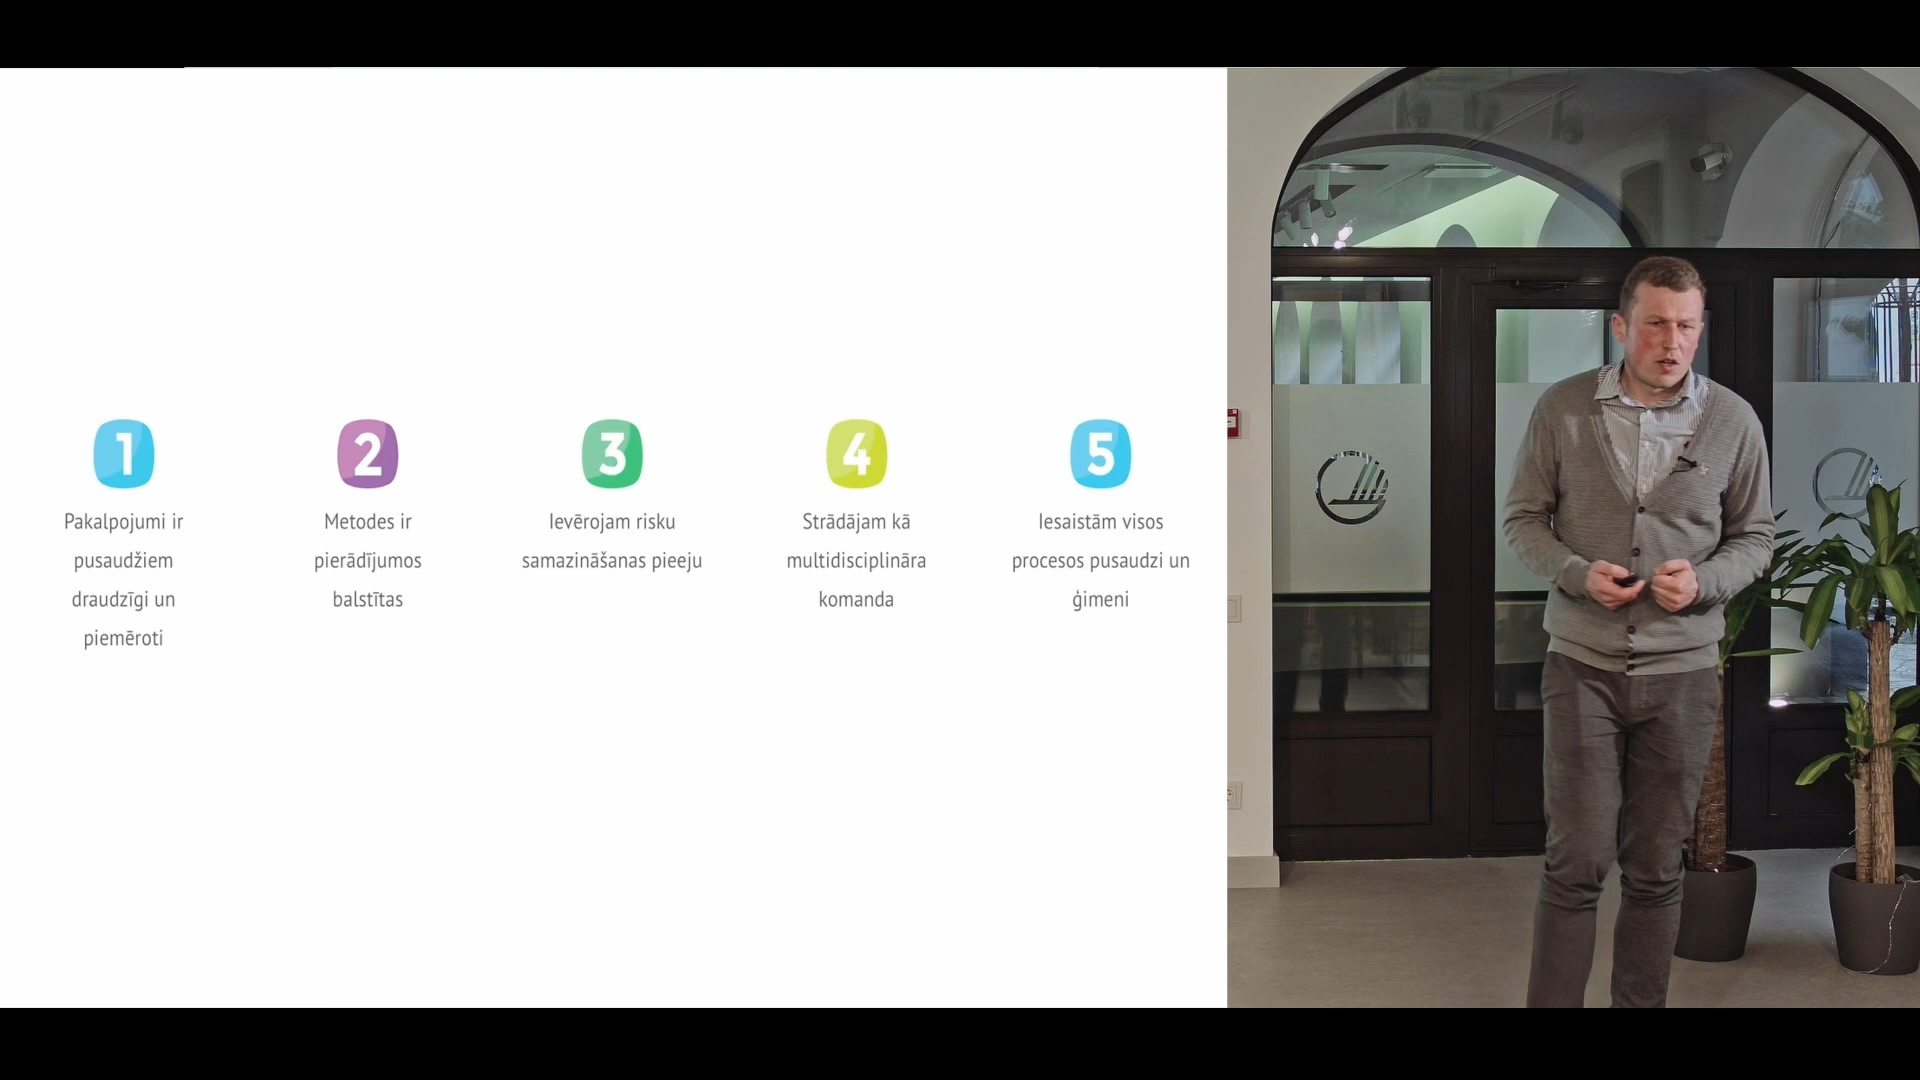 1
Pakalpojumi ir
pusaudžiem
draudzīgi un
piemēroti
2
Metodes ir
pierādījumos
balstītas
3
Ievērojam risku
samazināšanas pieeju
4
Strādājam kā
multidisciplināra
komanda
5
Iesaistām visos
procesos pusaudzi un
ģimeni